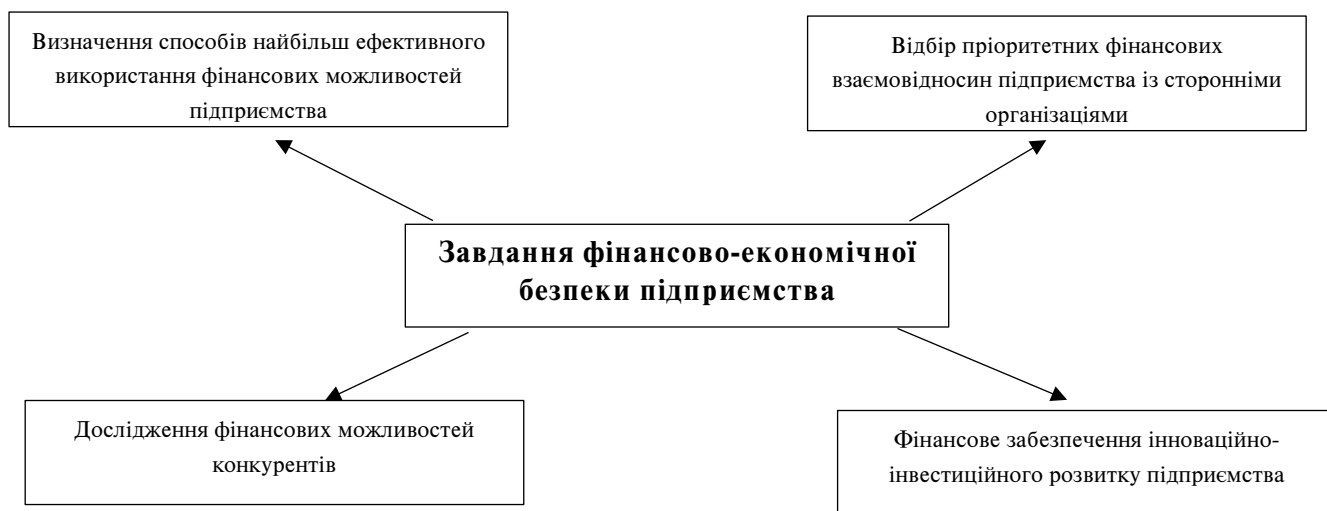 Визначення способів найбільш ефективного
використання фінансових можливостей
підприємства
Відбір пріоритетних фінансових
взаємовідносин підприємства із сторонніми
організаціями
Завдання фінансово-економічної
безпеки підприємства
Дослідження фінансових можливостей
конкурентів
Фінансове забезпечення інноваційно-
інвестиційного розвитку підприємства